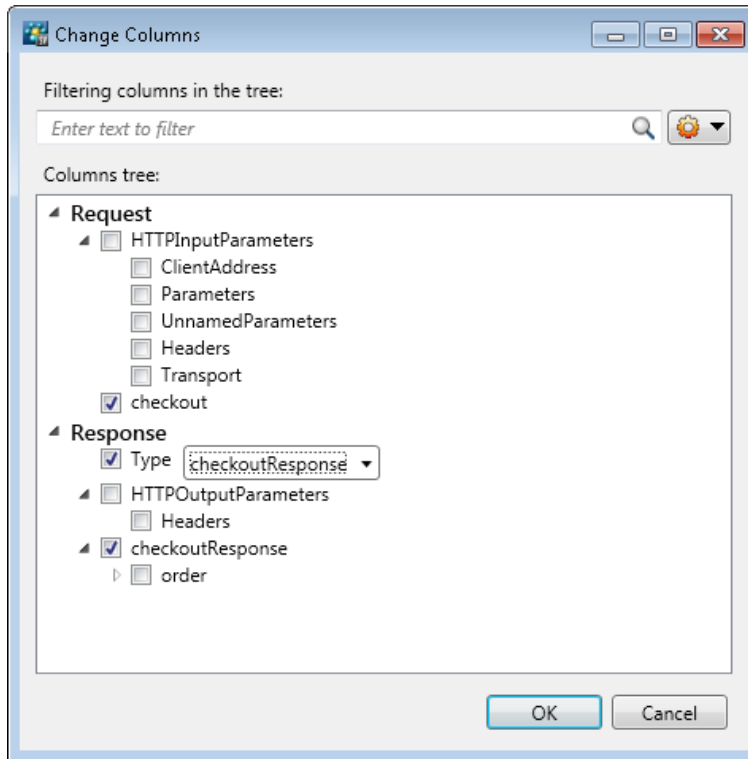 Change Columns
Filtering columns in the tree:
Enter text to filter
Columns tree:
Request
HTTPInputParameters
ClientAddress
Parameters
UnnamedParameters
Headers
Transport
checkout
Response
Type checkoutResponse
HTTPOutputParameters
Headers
checkoutResponse
order
OK Cancel